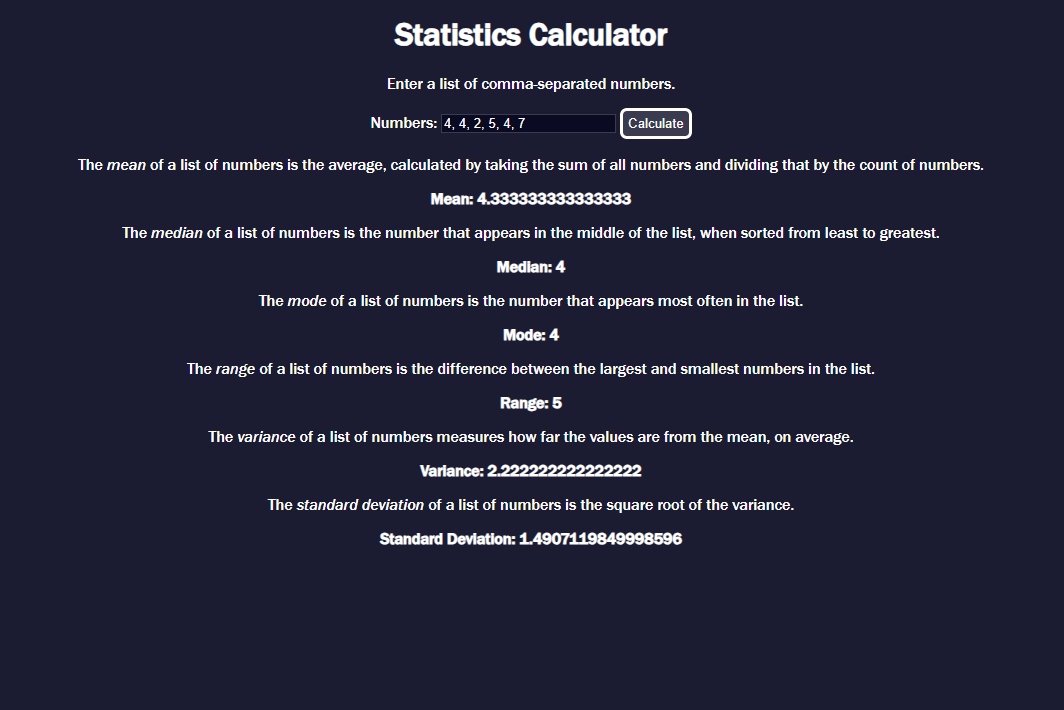 Statistics Calculator
Enter a list of comma-separated numbers.
Numbers: 4, 4, 2, 5, 4, 7 Calculate
The mean of a list of numbers is the average, calculated by taking the sum of all numbers and dividing that by the count of numbers.
Mean: 4.333333333333333
The median of a list of numbers is the number that appears in the middle of the list, when sorted from least to greatest.
Median: 4
The mode of a list of numbers is the number that appears most often in the list.
Mode: 4
The range of a list of numbers is the difference between the largest and smallest numbers in the list.
Range: 5
The variance of a list of numbers measures how far the values are from the mean, on average.
Variance: 2.222222222222222
The standard deviation of a list of numbers is the square root of the variance.
Standard Deviation: 1.4907119849998596